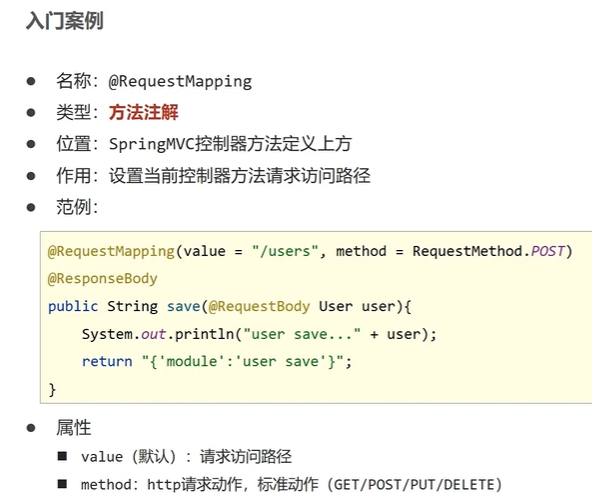 入门案例
● 名称：@RequestMapping
● 类型：方法注解
● 位置：SpringMVC控制器方法定义上方
● 作用：设置当前控制器方法请求访问路径
● 范例：
@RequestMapping(value = "/users", method = RequestMethod.POST)
@ResponseBody
public String save(@RequestBody User user){
    System.out.println("user save..." + user);
    return "{'module':'user save'}";
}
● 属性
■ value（默认）：请求访问路径
■ method：http请求动作，标准动作（GET/POST/PUT/DELETE）